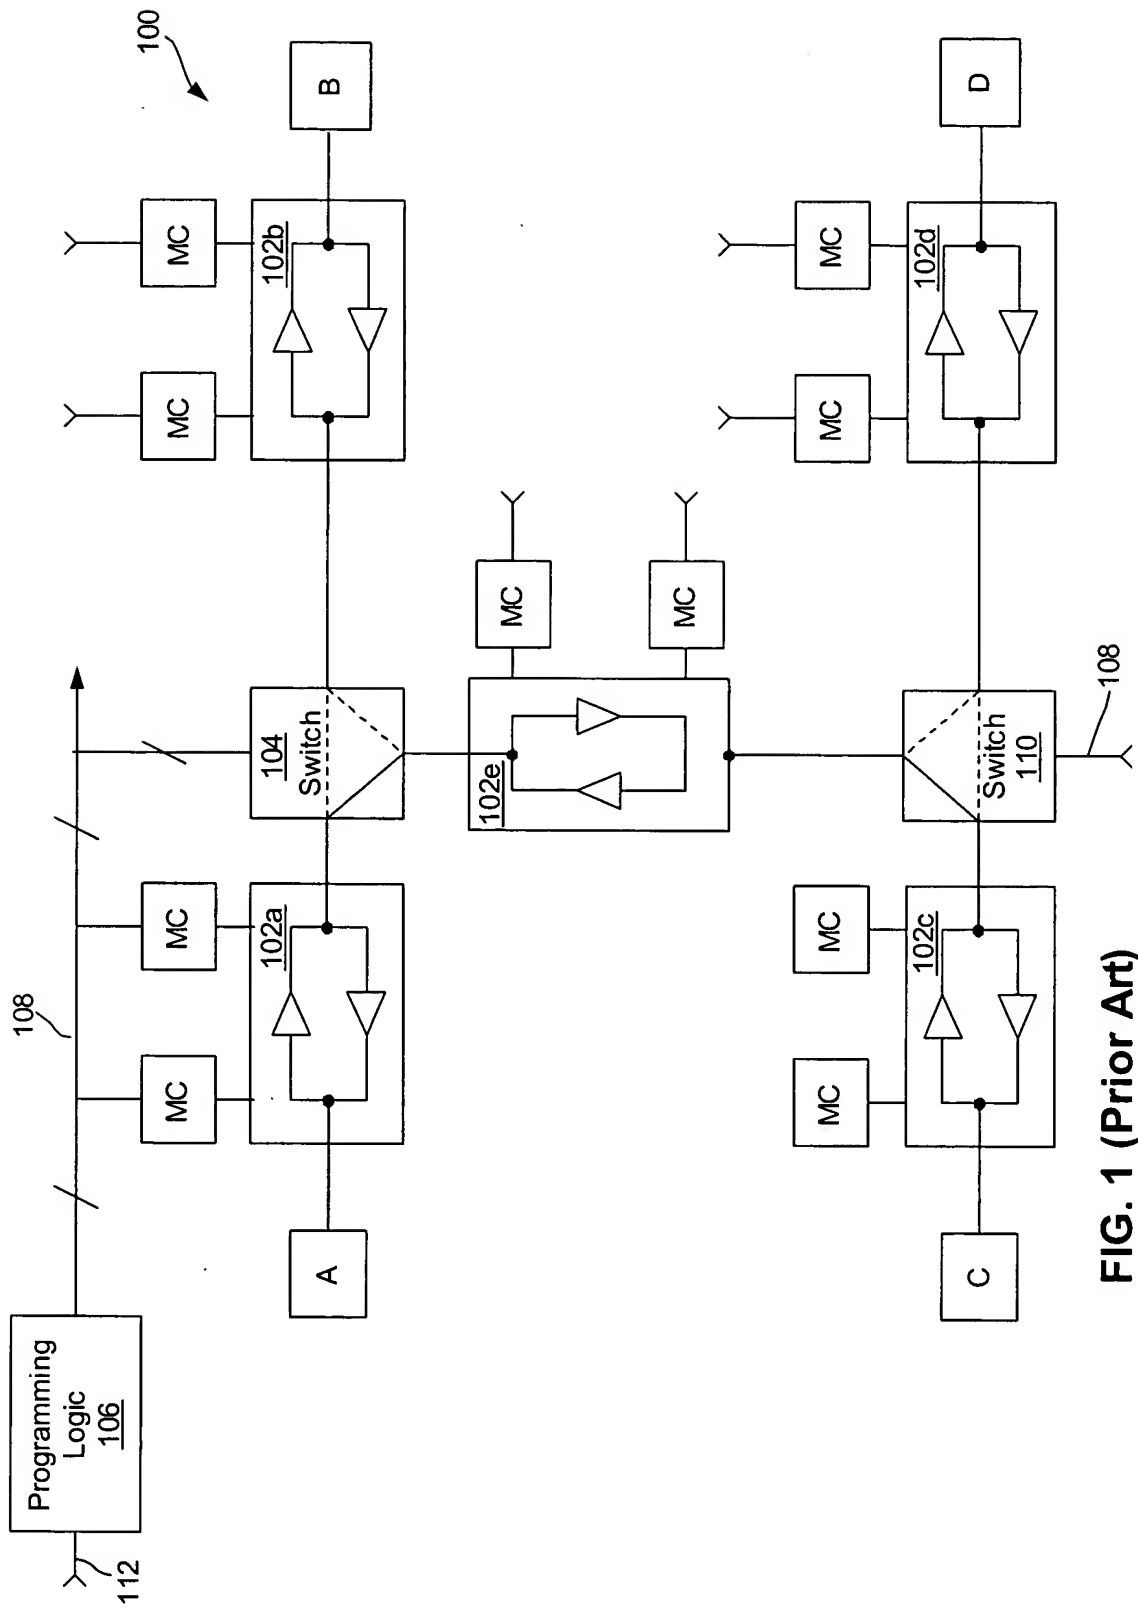 100
Programming
Logic
106
112
108
MC
MC
MC
MC
A
102a
104
Switch
102b
B
102e
MC
MC
MC
MC
MC
MC
C
102c
Switch
110
102d
D
108
FIG. 1 (Prior Art)